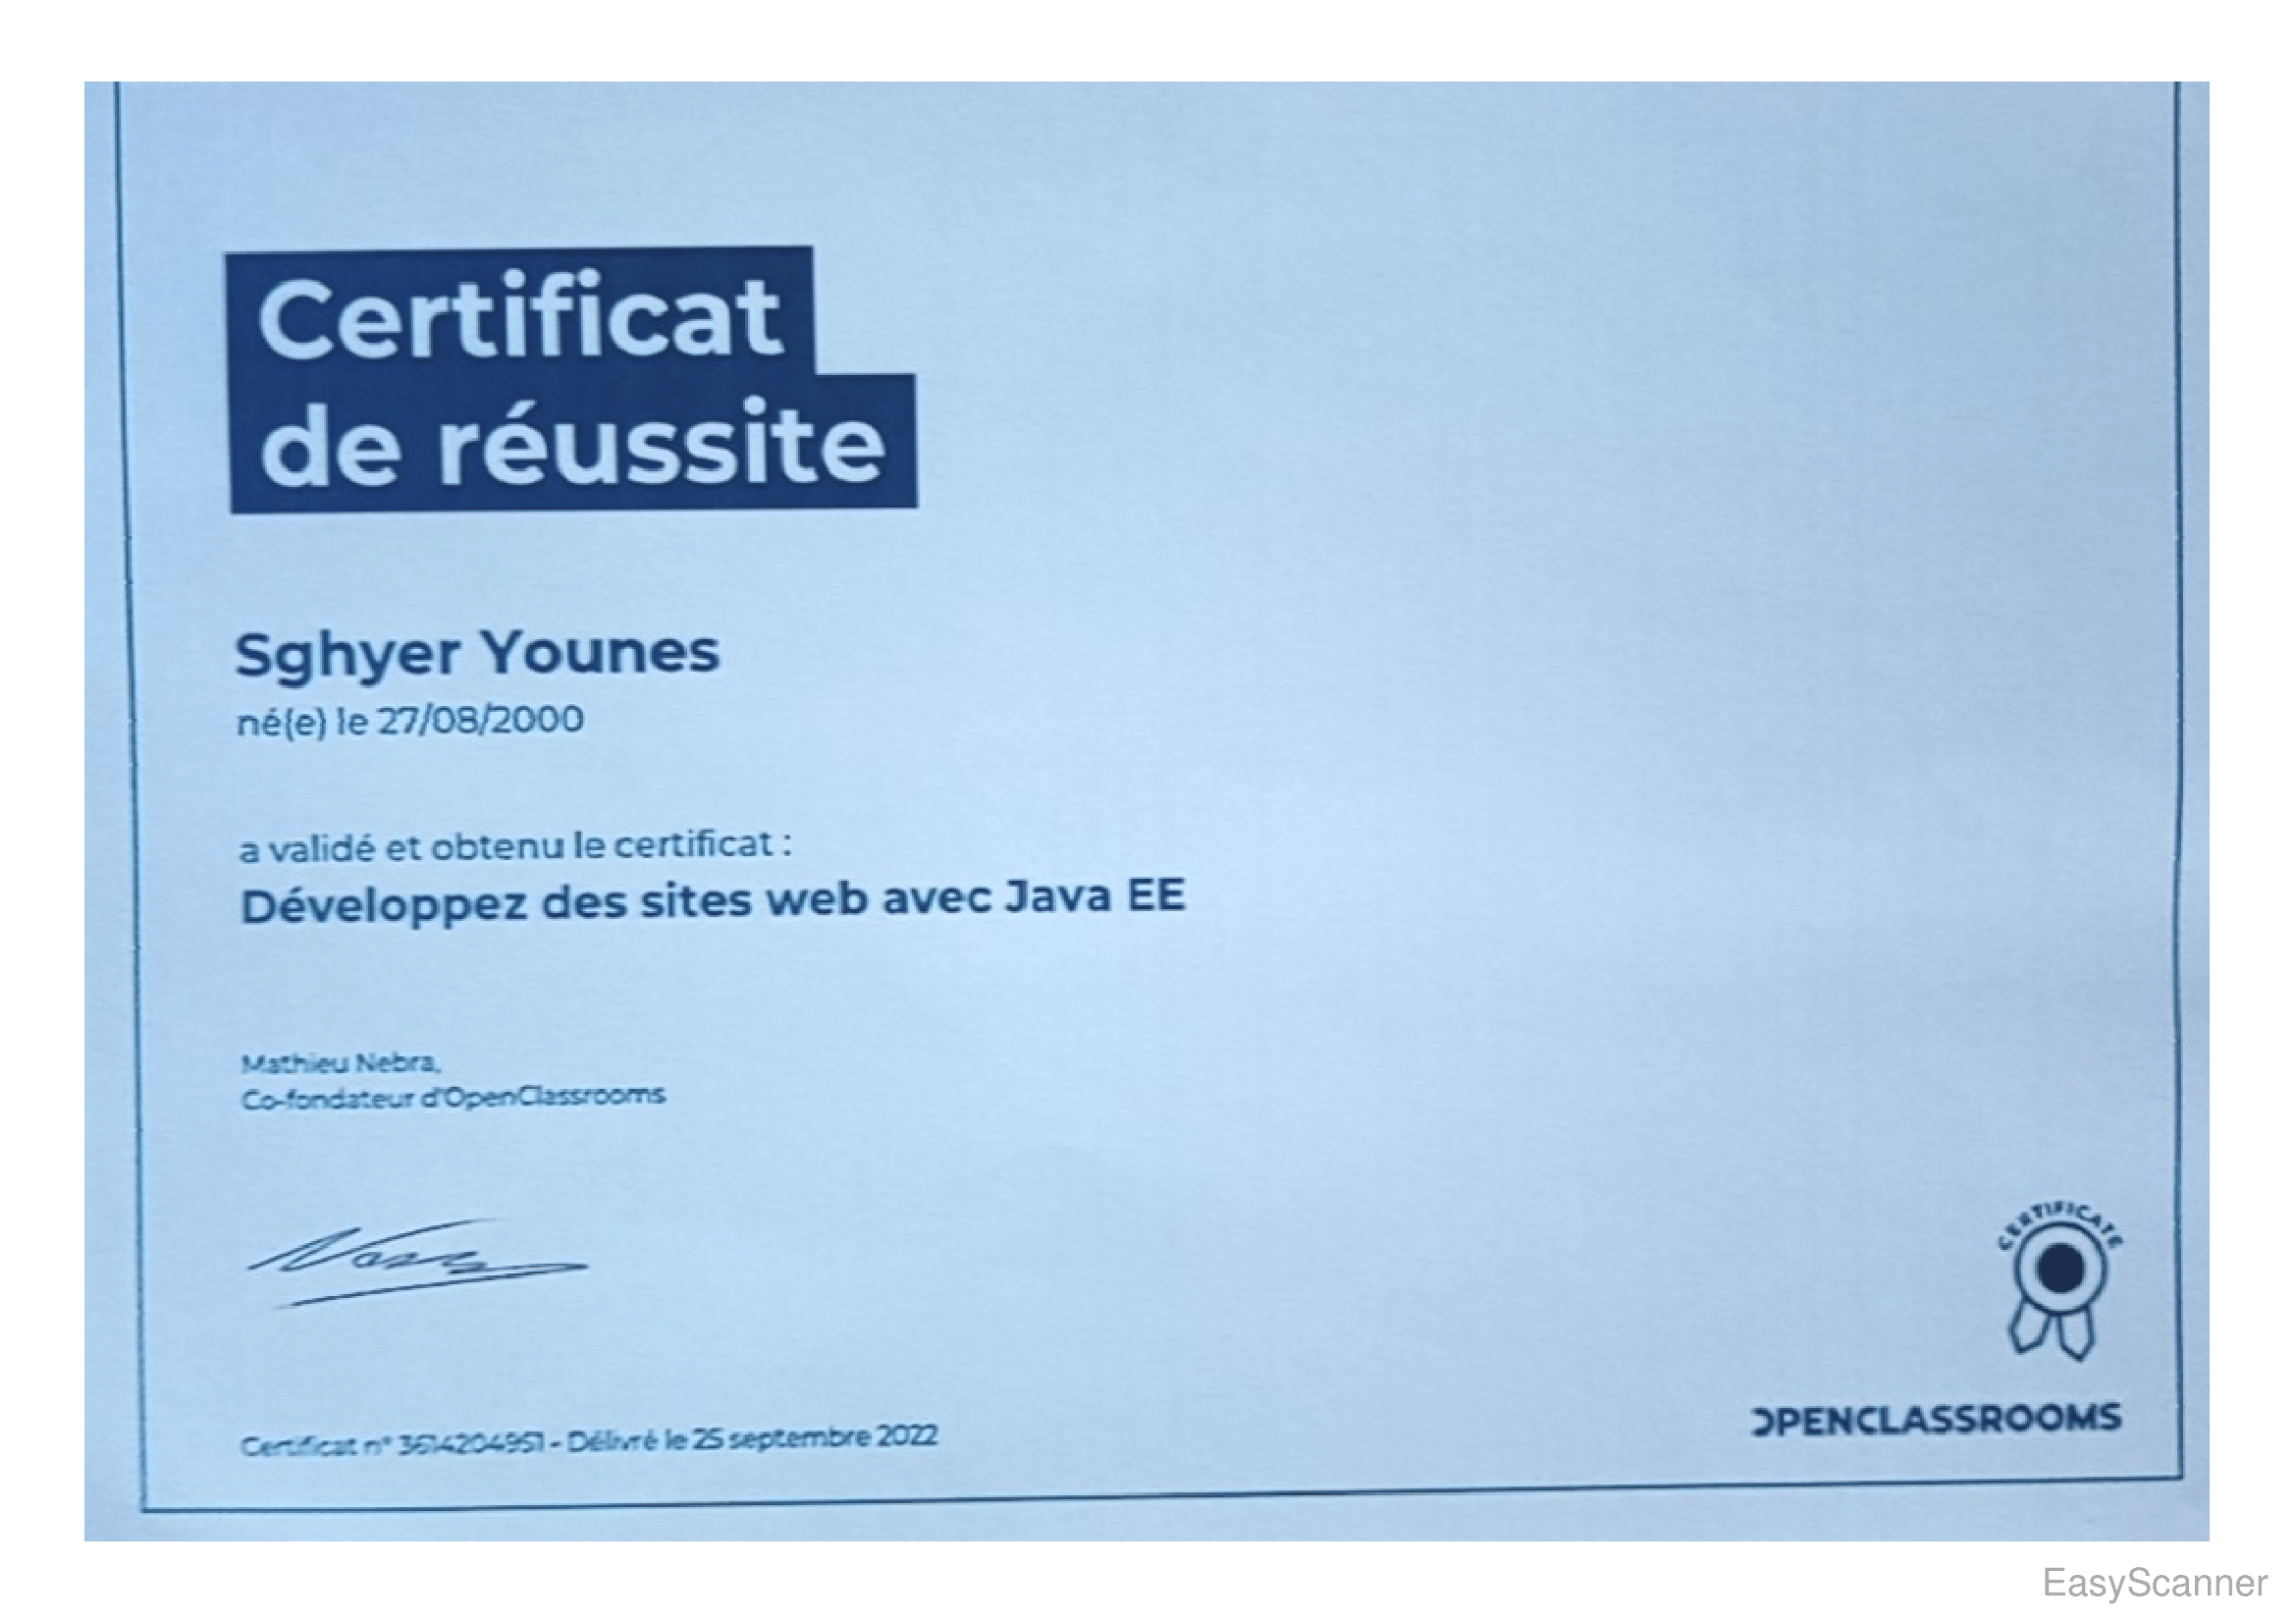 Certificat
de réussite
Sghyer Younes
né(e) le 27/08/2000
a validé et obtenu le certificat :
Développez des sites web avec Java EE
Mathieu Nebra,
Co-fondateur d'OpenClassrooms
Certificat n° 3614204951 - Délivré le 25 septembre 2022
CERTIFICATE
OPENCLASSROOMS
EasyScanner